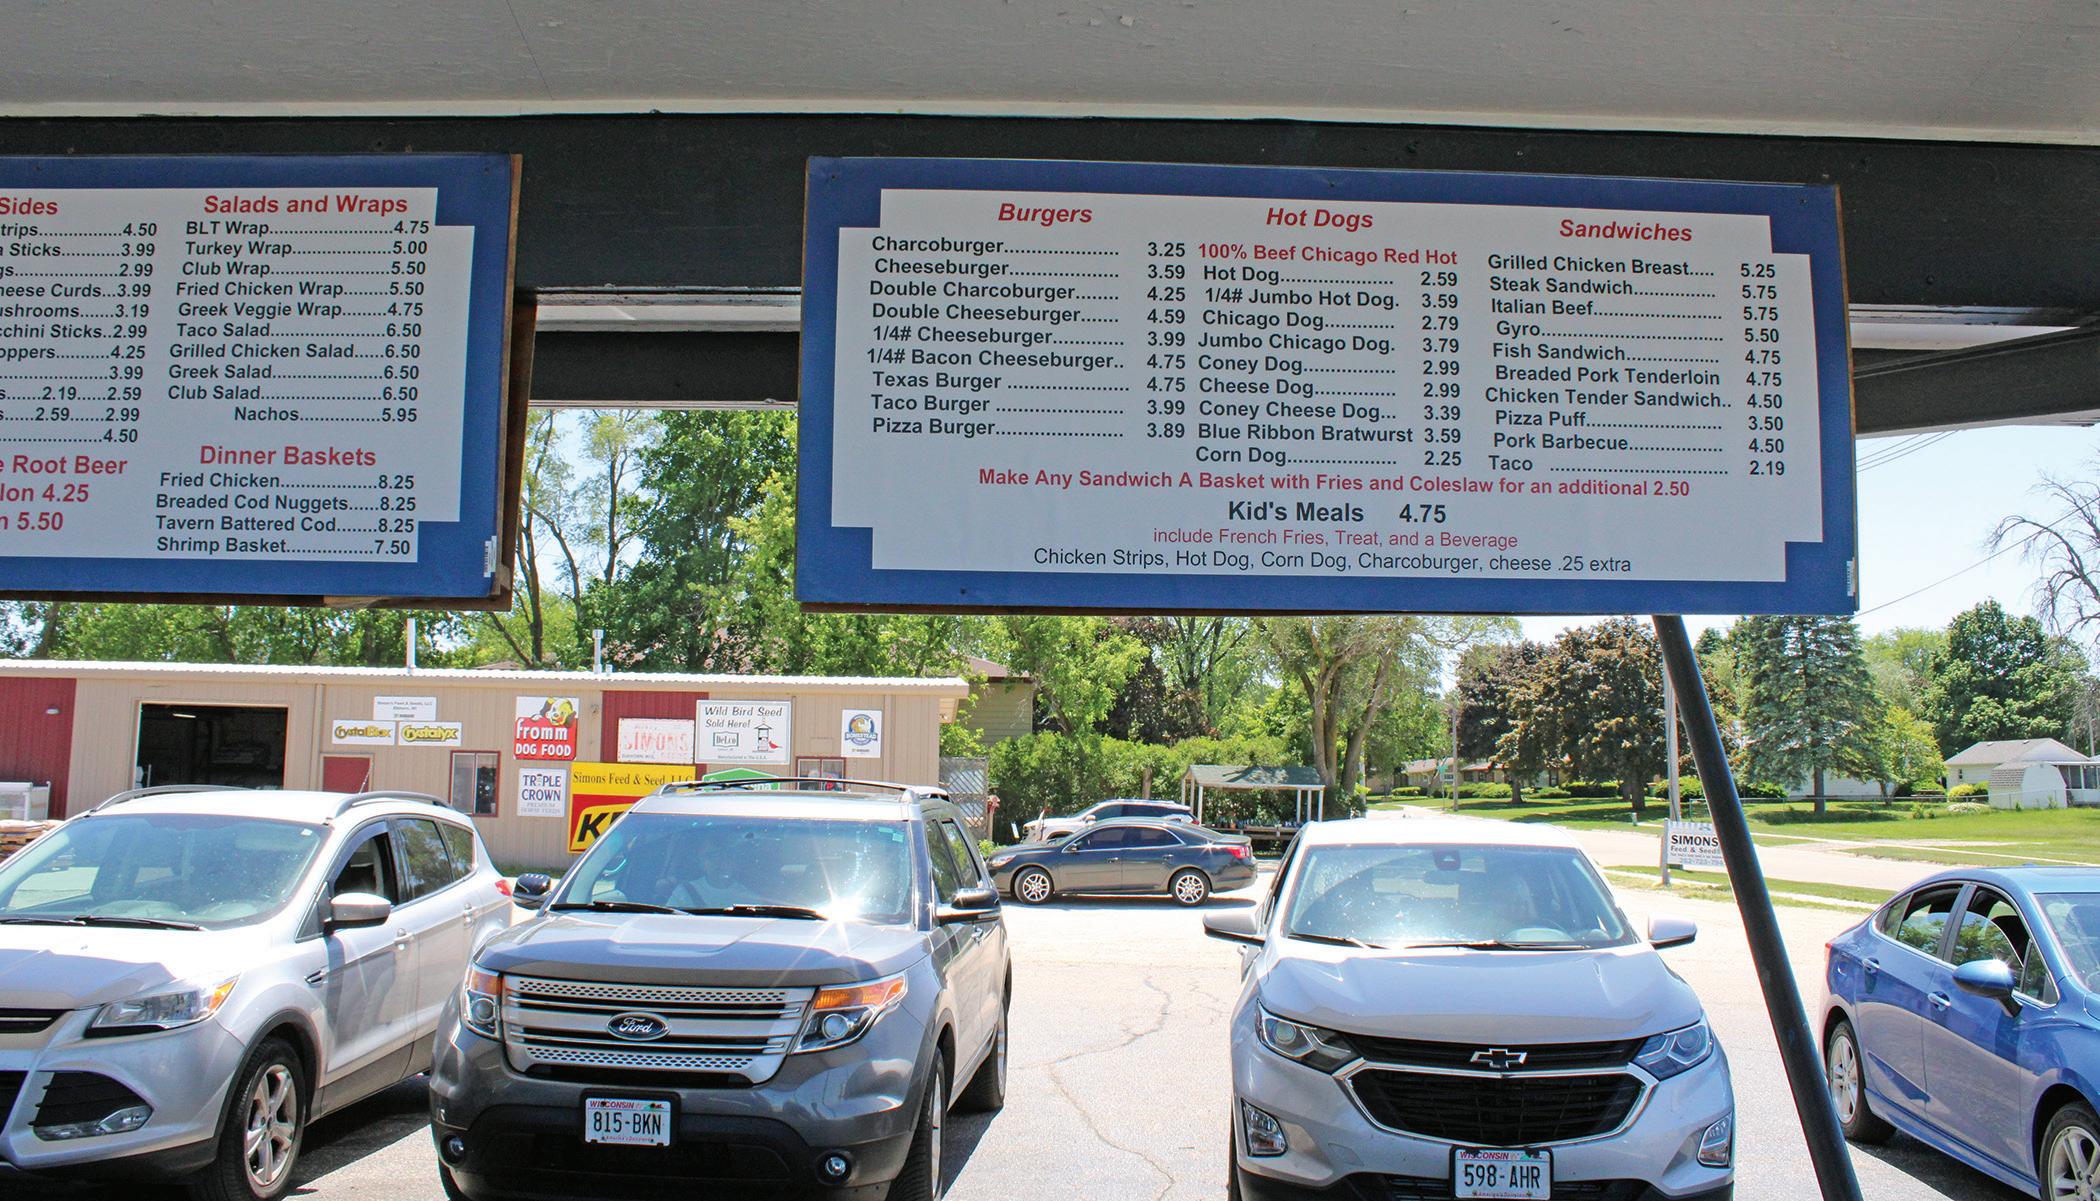 Sides
trips.................4.50
a Sticks............3.99
gs.....................2.99
heese Curds...3.99
ushrooms.......3.19
cchini Sticks..2.99
oppers..........4.25
3.99
s.......2.19......2.59
s.....2.59.......2.99
4.50
e Root Beer
lon 4.25
n 5.50
Salads and Wraps
BLT Wrap..........................4.75
Turkey Wrap.....................5.00
Club Wrap.........................5.50
Fried Chicken Wrap..........5.50
Greek Veggie Wrap..........4.75
Taco Salad........................6.50
Grilled Chicken Salad......6.50
Greek Salad......................6.50
Club Salad........................6.50
Nachos...................5.95
Dinner Baskets
Fried Chicken....................8.25
Breaded Cod Nuggets......8.25
Tavern Battered Cod........8.25
Shrimp Basket..................7.50
Burgers
Charcoburger.................... 3.25
Cheeseburger................... 3.59
Double Charcoburger........ 4.25
Double Cheeseburger....... 4.59
1/4# Cheeseburger............ 3.99
1/4# Bacon Cheeseburger.. 4.75
Texas Burger ..................... 4.75
Taco Burger ...................... 3.99
Pizza Burger...................... 3.89
Hot Dogs
100% Beef Chicago Red Hot
Hot Dog.................... 2.59
1/4# Jumbo Hot Dog. 3.59
Chicago Dog............ 2.79
Jumbo Chicago Dog. 3.79
Coney Dog................ 2.99
Cheese Dog.............. 2.99
Coney Cheese Dog... 3.39
Blue Ribbon Bratwurst 3.59
Corn Dog................... 2.25
Sandwiches
Grilled Chicken Breast..... 5.25
Steak Sandwich............... 5.75
Italian Beef....................... 5.75
Gyro................................. 5.50
Fish Sandwich................. 4.75
Breaded Pork Tenderloin 4.75
Chicken Tender Sandwich.. 4.50
Pizza Puff......................... 3.50
Pork Barbecue.................. 4.50
Taco ................................. 2.19
Make Any Sandwich A Basket with Fries and Coleslaw for an additional 2.50
Kid's Meals 4.75
include French Fries, Treat, and a Beverage
Chicken Strips, Hot Dog, Corn Dog, Charcoburger, cheese .25 extra
Crystalyx
fromm
DOG FOOD
SIMONS
Wild Bird Seed
Sold Here!
DeLco
TRIPLE
CROWN
Simons Feed & Seed, LLC
SIMONS
Feed & Seed
Ford
WISCONSIN
815-BKN
WISCONSIN
598-AHR